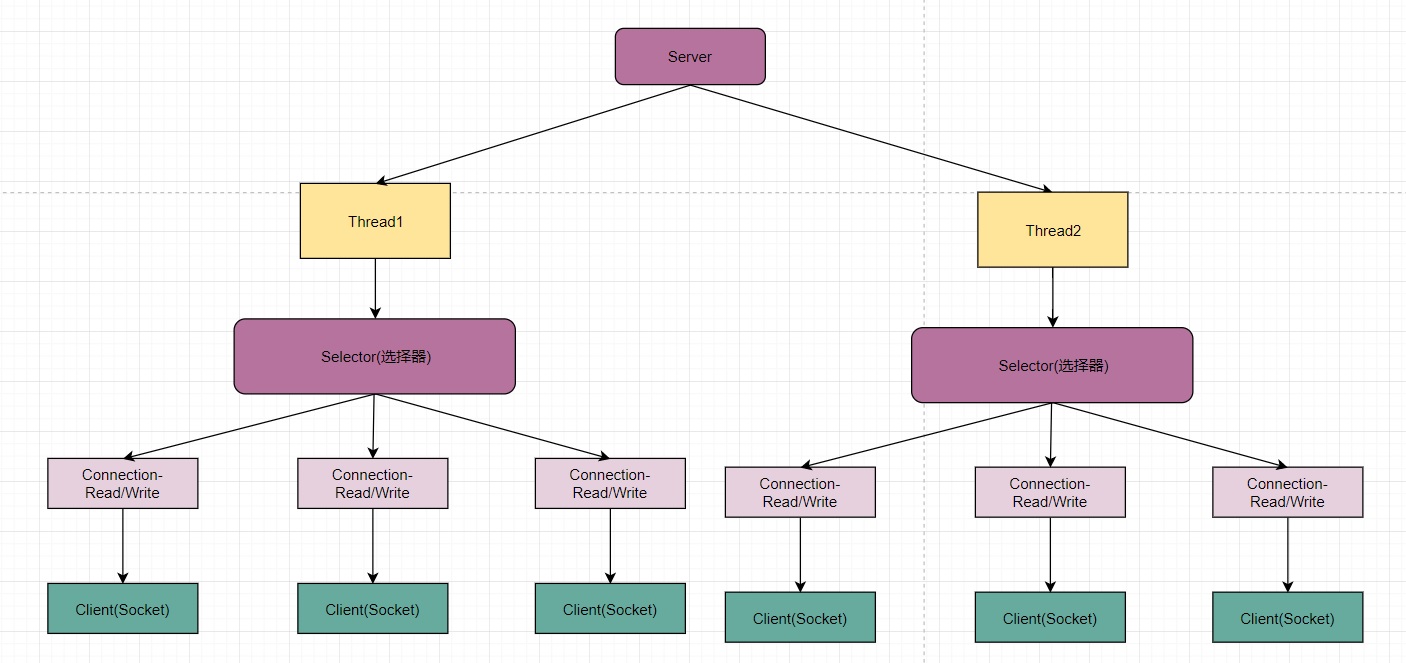 Server
Thread1
Thread2
Selector(选择器)
Selector(选择器)
Connection-
Read/Write
Connection-
Read/Write
Connection-
Read/Write
Connection-
Read/Write
Connection-
Read/Write
Connection-
Read/Write
Client(Socket)
Client(Socket)
Client(Socket)
Client(Socket)
Client(Socket)
Client(Socket)